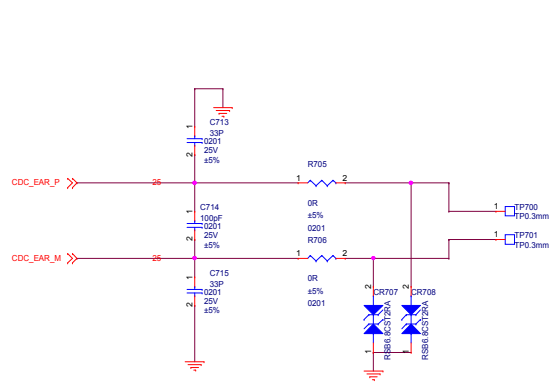 1
C713
33P
0201
25V
±5%
2
R705
CDC_EAR_P
25
1
2
0R
±5%
0201
1
C714
100pF
0201
25V
±5%
2
1
TP700
TP0.3mm
1
TP701
TP0.3mm
R706
CDC_EAR_M
25
1
2
0R
±5%
0201
1
C715
33P
0201
25V
±5%
2
2
CR707
RSB6.8CST2RA
1
2
CR708
RSB6.8CST2RA
1